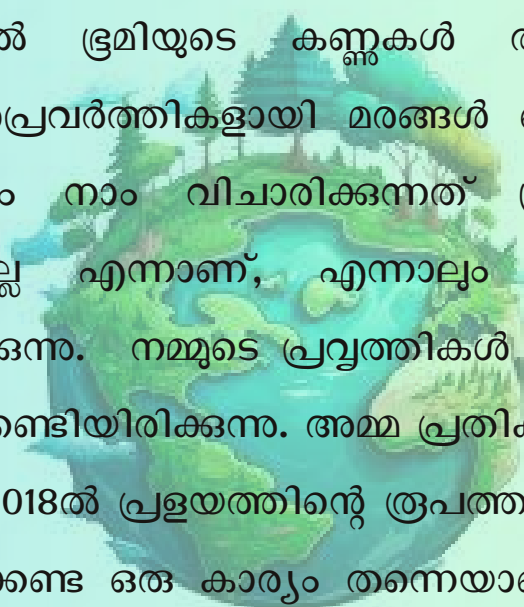 ൽ ഭൂമിയുടെ കണ്ണുകൾ
പ്രവർത്തികളായി മരങ്ങൾ
നാം വിചാരിക്കുന്നത്
ല്ല എന്നാണ്, എന്നാലും
ന്നു. നമ്മുടെ പ്രവൃത്തികൾ
ണ്ടിയിരിക്കുന്നു. അമ്മ പ്രതിക
018ൽ പ്രളയത്തിന്റെ രൂപത്ത
ക്കേണ്ട ഒരു കാര്യം തന്നെയാണ